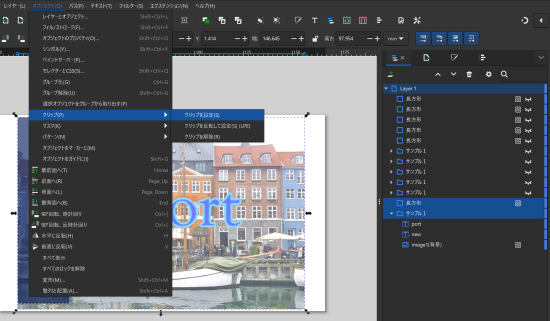 レイヤー(L) オブジェクト(O) パス(P) テキスト(T) フィルター(S) エクステンション(N) ヘルプ(H)
レイヤーとオブジェクト... Shift+Ctrl+L
フィル/ストローク(F)... Shift+Ctrl+F
オブジェクトのプロパティ(O)... Shift+Ctrl+O
シンボル(Y)... Shift+Ctrl+Y
ペイントサーバー(P)...
セレクターとCSS(S)... Shift+Ctrl+Q
グループ化(G) Ctrl+G
グループ解除(U) Shift+Ctrl+G
選択オブジェクトをグループから取り出す(P)
クリップ(P)
マスク(K)
パターン(N)
オブジェクトをマーカーに(M)
オブジェクトをガイドに(I) Shift+G
最前面へ(T) Home
前面へ(R) Page_Up
背面へ(L) Page_Down
最背面へ(B) End
90°回転, 時計回り Ctrl+]
90°回転, 反時計回り Ctrl+[
水平に反転(H) H
垂直に反転(V) V
すべて表示
すべてのロックを解除
変形(M)... Shift+Ctrl+M
整列と配置(A)... Shift+Ctrl+A
クリップを設定(S)
クリップを反転して設定(S) (LPE)
クリップを解除(R)
Y: 1.414 幅: 146.645 高さ: 97.954 mm
125 150 175
ort
Layer 1
長方形
長方形
長方形
長方形
長方形
サンプル 1
サンプル 1
サンプル 1
サンプル 1
長方形
サンプル 1
port
new
image1(背景)